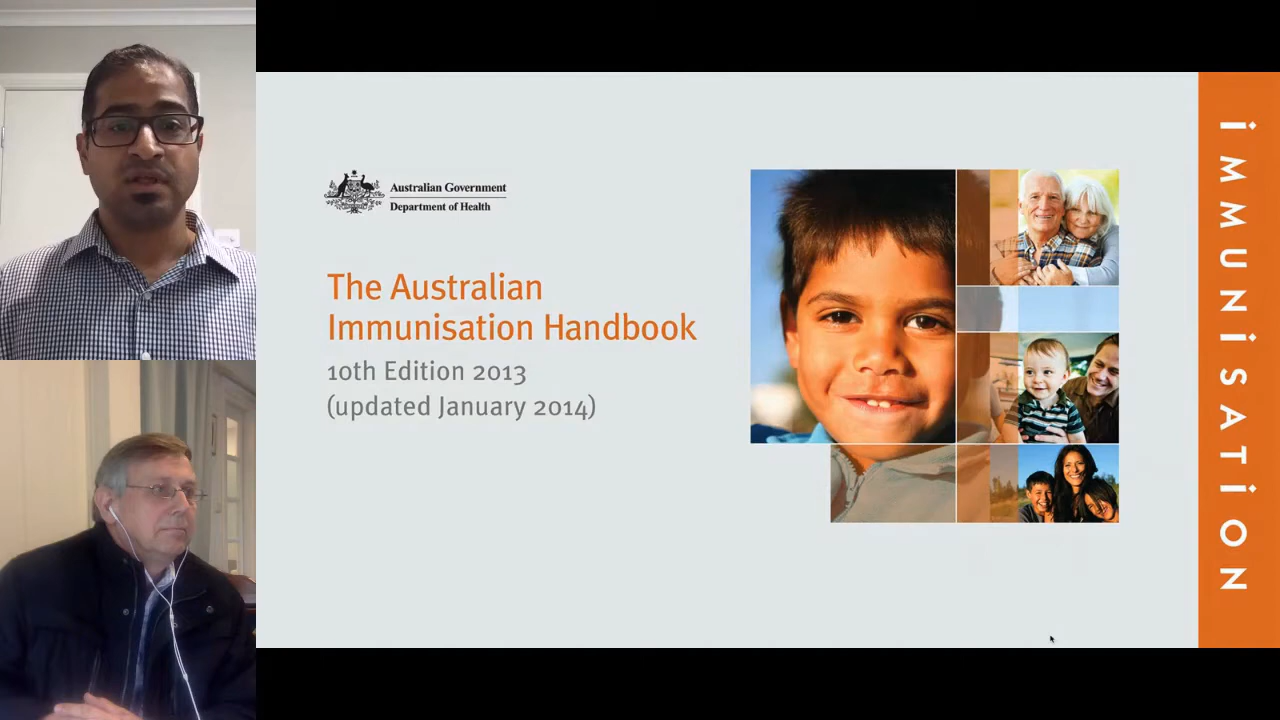 Australian Government
Department of Health
The Australian
Immunisation Handbook
10th Edition 2013
(updated January 2014)
iMMUNiSATiON